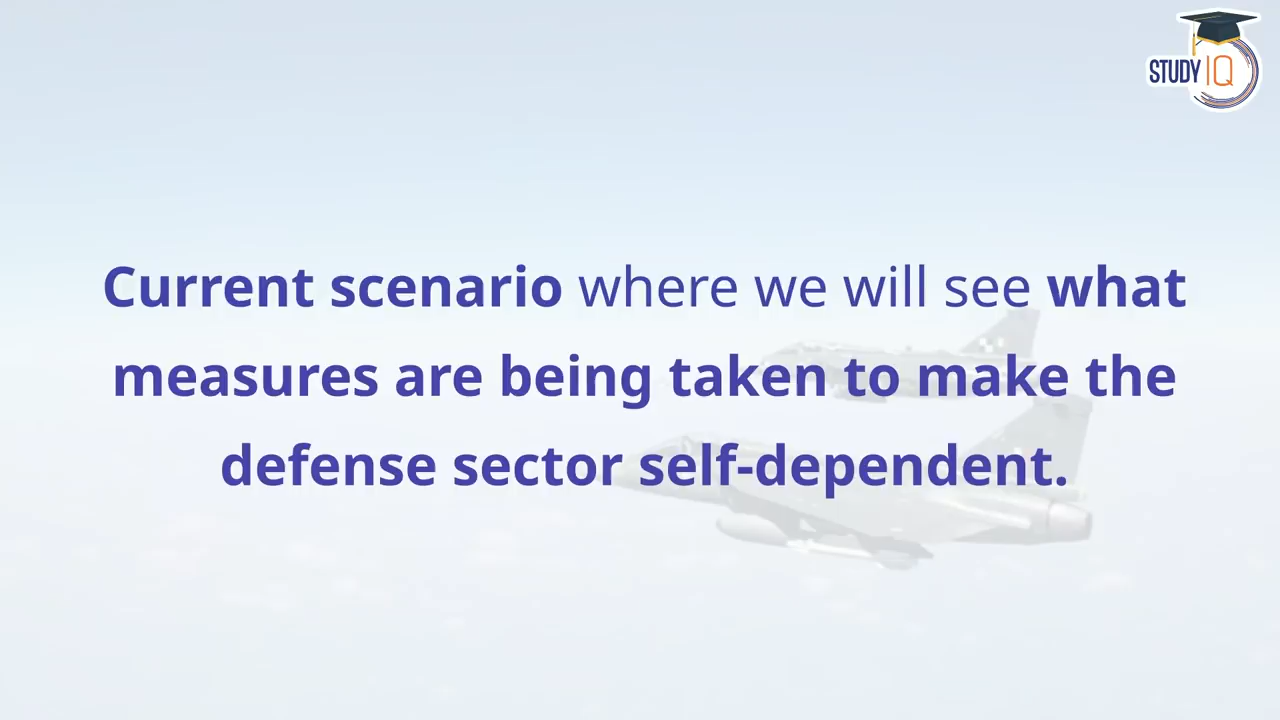 STUDY IQ
Current scenario where we will see what
measures are being taken to make the
defense sector self-dependent.